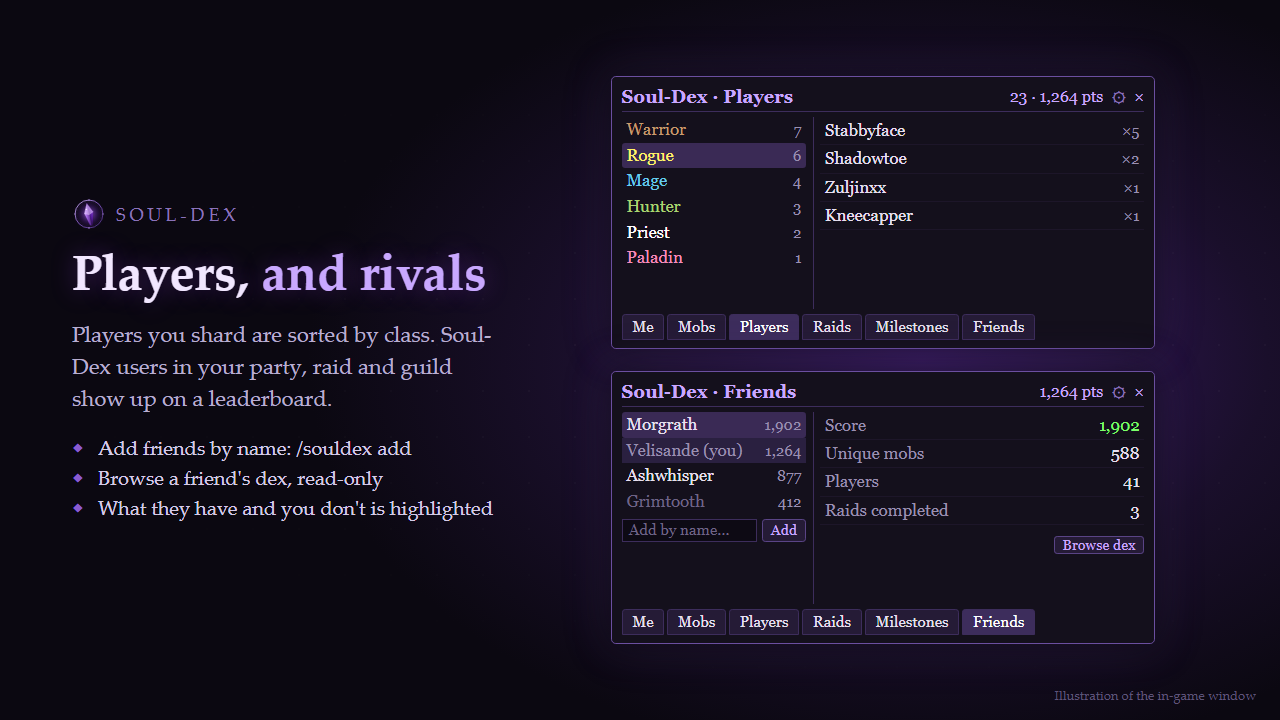 SOUL-DEX
Players, and rivals
Players you shard are sorted by class. Soul-
Dex users in your party, raid and guild
show up on a leaderboard.
Add friends by name: /souldex add
Browse a friend's dex, read-only
What they have and you don't is highlighted
Soul-Dex · Players 23 · 1,264 pts ×
Warrior 7
Rogue 6
Mage 4
Hunter 3
Priest 2
Paladin 1
Stabbyface ×5
Shadowtoe ×2
Zuljinxx ×1
Kneecapper ×1
Me Mobs Players Raids Milestones Friends
Soul-Dex · Friends 1,264 pts ×
Morgrath 1,902
Velisande (you) 1,264
Ashwhisper 877
Grimtooth 412
Add by name... Add
Score 1,902
Unique mobs 588
Players 41
Raids completed 3
Browse dex
Me Mobs Players Raids Milestones Friends
Illustration of the in-game window